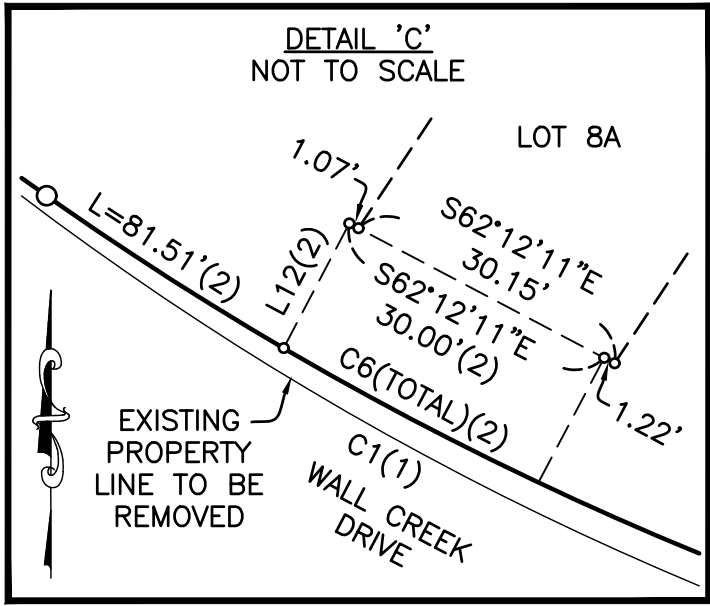 DETAIL 'C'
NOT TO SCALE
LOT 8A
1.07'
S62°12'11"E
30.15'
L=81.51'(2)
L12(2)
S62°12'11"E
30.00'(2)
C6(TOTAL)(2)
1.22'
EXISTING
PROPERTY
LINE TO BE
REMOVED
C1(1)
WALL CREEK
DRIVE